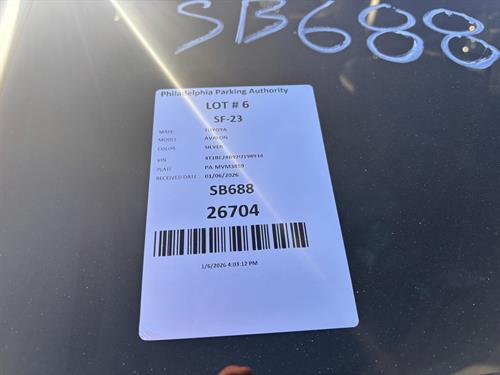 SB688
Philadelphia Parking Authority
LOT # 6
SF-23
MAKE TOYOTA
MODEL AVALON
COLOR SILVER
VIN
PLATE PA-MVM3859
RECEIVED DATE 01/06/2026
SB688
26704
1/6/2026 4:03:12 PM